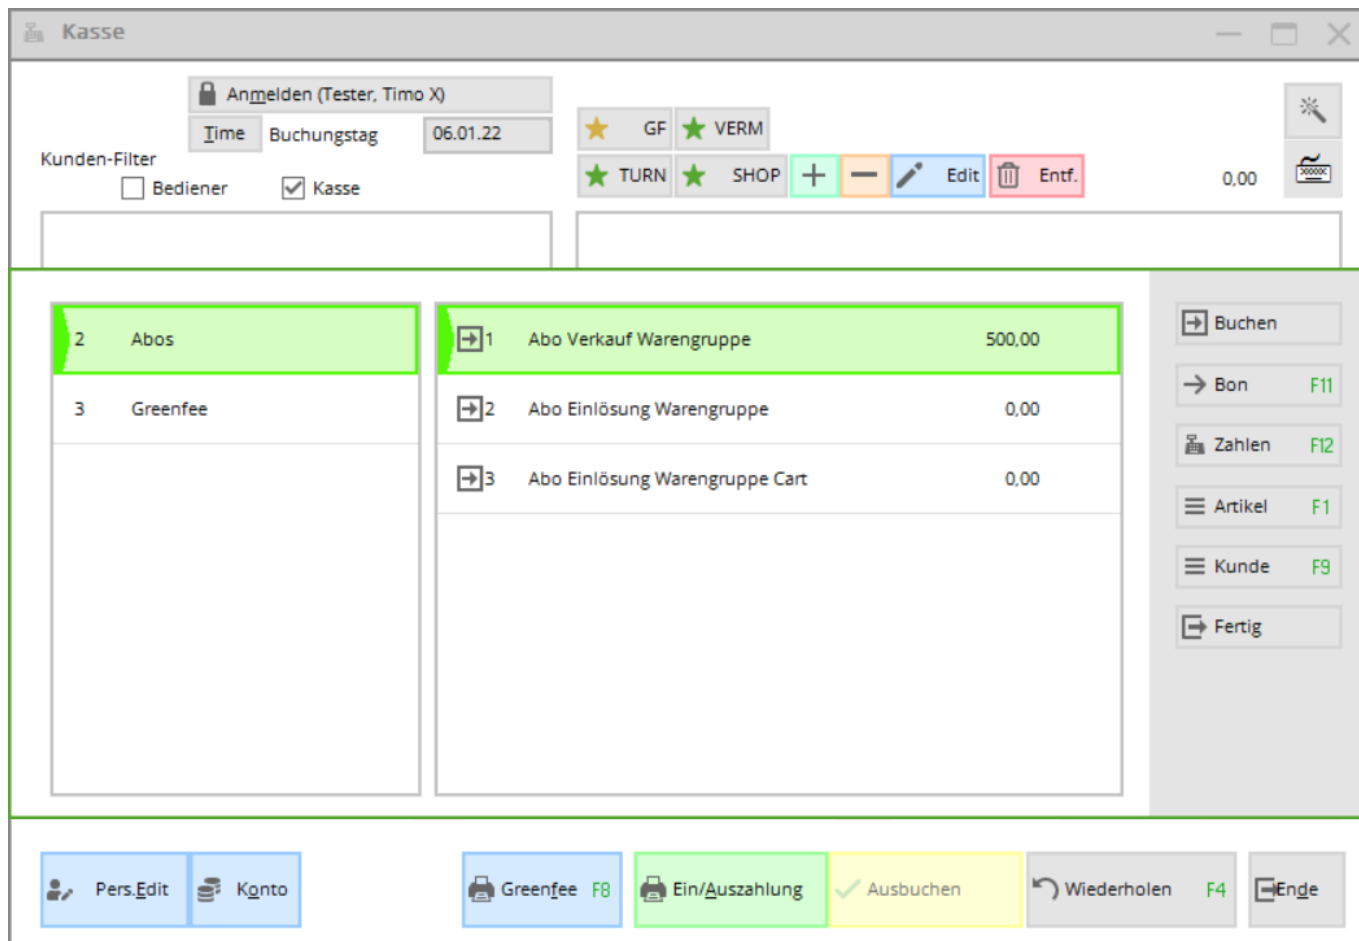 Kasse
Anmelden (Tester, Timo X)
Time Buchungstag 06.01.22
GF VERM
Kunden-Filter
Bediener Kasse
TURN SHOP Edit Entf. 0,00
2 Abos
3 Greenfee
1 Abo Verkauf Warengruppe 500,00
2 Abo Einlösung Warengruppe 0,00
3 Abo Einlösung Warengruppe Cart 0,00
Buchen
Bon F11
Zahlen F12
Artikel F1
Kunde F9
Fertig
Pers.Edit Konto Greenfee F8 Ein/Auszahlung Ausbuchen Wiederholen F4 Ende